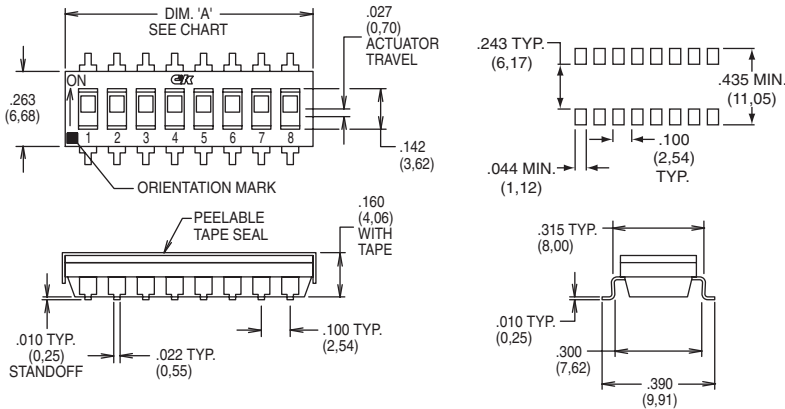 DIM. 'A'
SEE CHART
.027
(0,70)
ACTUATOR
TRAVEL
ON
CK
.263
(6,68)
1 2 3 4 5 6 7 8
.142
(3,62)
ORIENTATION MARK
.243 TYP.
(6,17)
.435 MIN.
(11,05)
.100
(2,54)
TYP.
.044 MIN.
(1,12)
PEELABLE
TAPE SEAL
.160
(4,06)
WITH
TAPE
.010 TYP.
(0,25)
STANDOFF
.022 TYP.
(0,55)
.100 TYP.
(2,54)
.315 TYP.
(8,00)
.010 TYP.
(0,25)
.300
(7,62)
.390
(9,91)